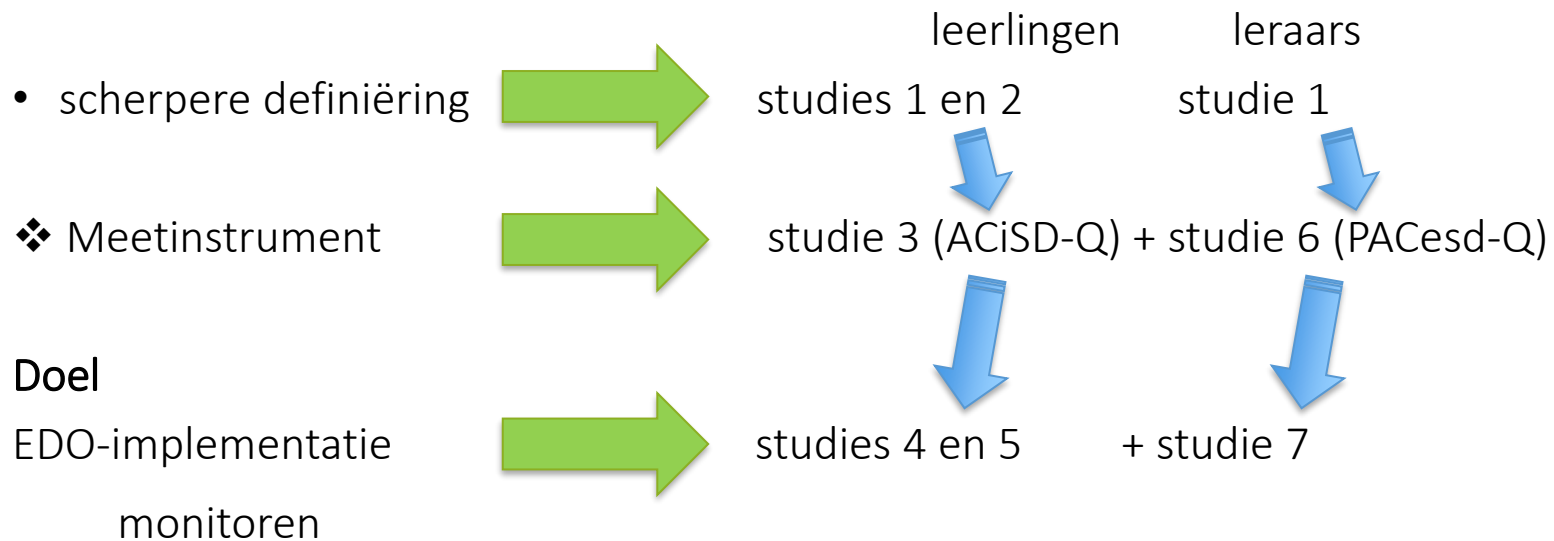 leerlingen leraars
• scherpere definiëring studies 1 en 2 studie 1
❖ Meetinstrument studie 3 (ACiSD-Q) + studie 6 (PACesd-Q)
Doel
EDO-implementatie studies 4 en 5 + studie 7
monitoren